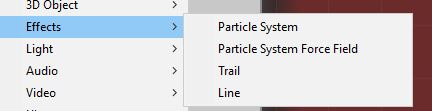 3D Object
Effects
Light
Audio
Video
Particle System
Particle System Force Field
Trail
Line